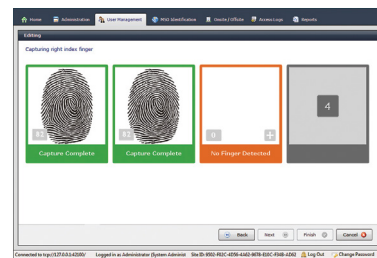 Home Administration User Management MSO Identification Onsite / Offsite Access Logs Reports
Editing
Capturing right index finger
82 82 0 4
Capture Complete Capture Complete No Finger Detected
Back Next Finish Cancel
Logged in as Administrator (System Administ Log Out Change Password